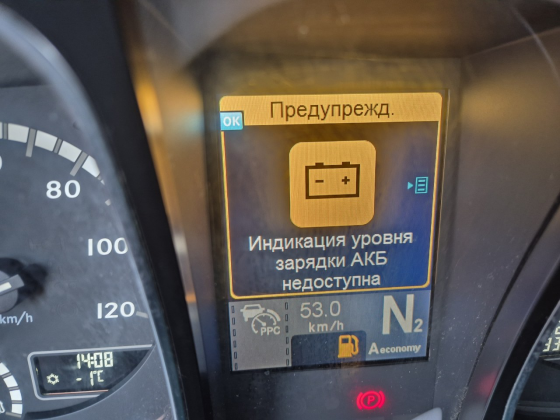 Предупрежд.
OK
Индикация уровня
зарядки АКБ
недоступна
80
100
120
km/h
53.0
km/h
PPC
N2
A economy
14:08
- 1°C
(P)